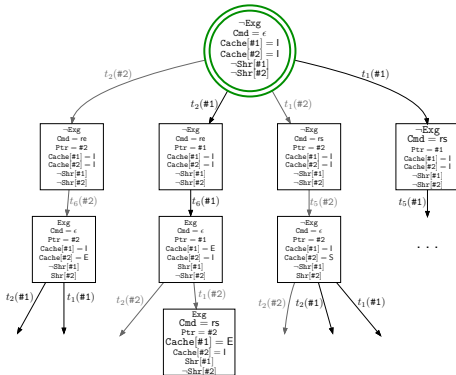 ¬Exg
Cmd = ϵ
Cache[#1] = I
Cache[#2] = I
¬Shr[#1]
¬Shr[#2]
t₂(#2)
t₂(#1)
t₁(#2)
t₁(#1)
¬Exg
Cmd = re
Ptr = #2
Cache[#1] = I
Cache[#2] = I
¬Shr[#1]
¬Shr[#2]
¬Exg
Cmd = re
Ptr = #1
Cache[#1] = I
Cache[#2] = I
¬Shr[#1]
¬Shr[#2]
¬Exg
Cmd = rs
Ptr = #2
Cache[#1] = I
Cache[#2] = I
¬Shr[#1]
¬Shr[#2]
¬Exg
Cmd = rs
Ptr = #1
Cache[#1] = I
Cache[#2] = I
¬Shr[#1]
¬Shr[#2]
t₆(#2)
t₆(#1)
t₅(#2)
t₅(#1)
Exg
Cmd = ϵ
Ptr = #2
Cache[#1] = I
Cache[#2] = E
¬Shr[#1]
Shr[#2]
Exg
Cmd = ϵ
Ptr = #1
Cache[#1] = E
Cache[#2] = I
Shr[#1]
¬Shr[#2]
¬Exg
Cmd = ϵ
Ptr = #2
Cache[#1] = I
Cache[#2] = S
¬Shr[#1]
Shr[#2]
. . .
t₂(#1)
t₁(#1)
t₂(#2)
t₁(#2)
t₂(#2)
t₂(#1)
t₁(#1)
Exg
Cmd = rs
Ptr = #2
Cache[#1] = E
Cache[#2] = I
Shr[#1]
¬Shr[#2]